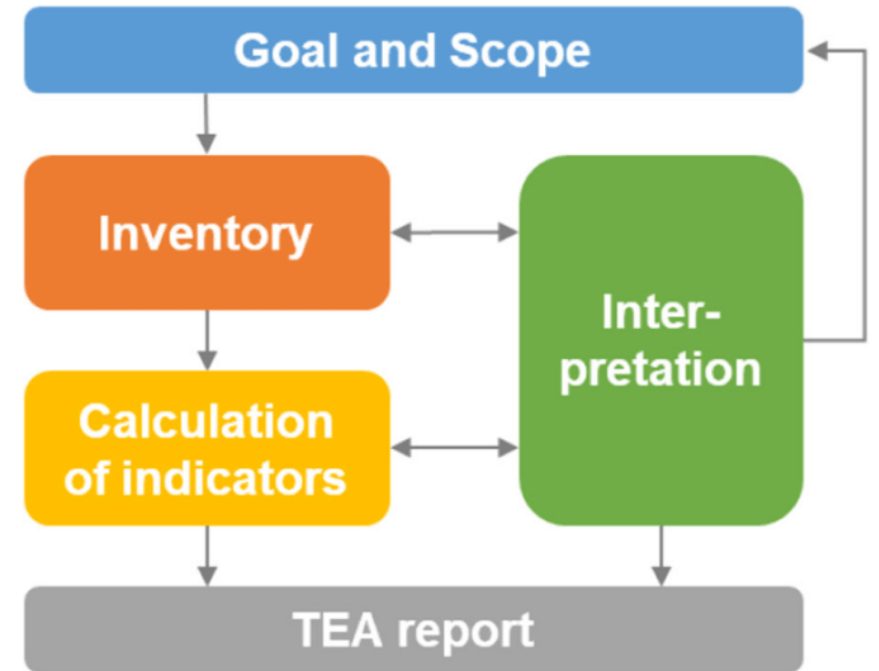 Goal and Scope
Inventory
Inter-
pretation
Calculation
of indicators
TEA report